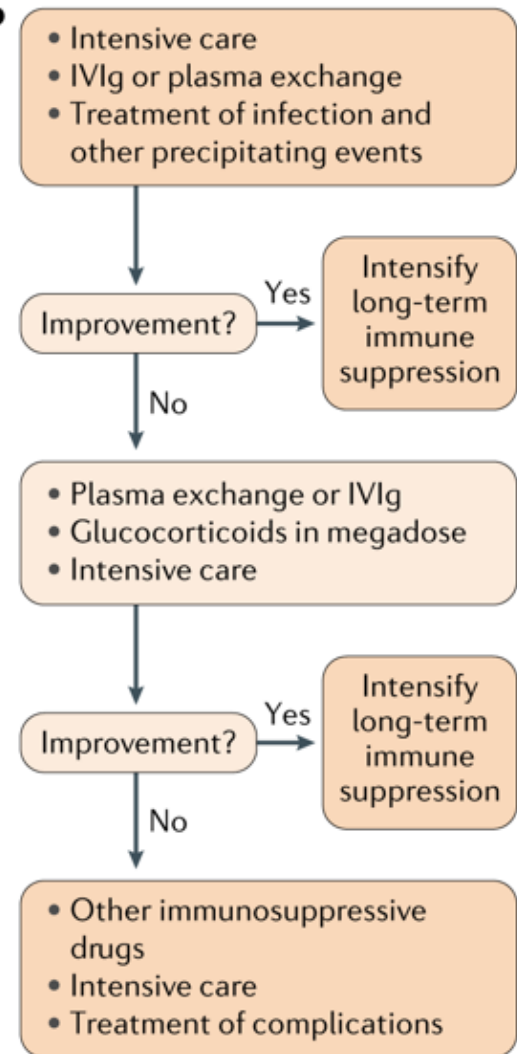 • Intensive care
• IVIg or plasma exchange
• Treatment of infection and
other precipitating events
Improvement?
Yes
Intensify
long-term
immune
suppression
No
• Plasma exchange or IVIg
• Glucocorticoids in megadose
• Intensive care
Improvement?
Yes
Intensify
long-term
immune
suppression
No
• Other immunosuppressive
drugs
• Intensive care
• Treatment of complications